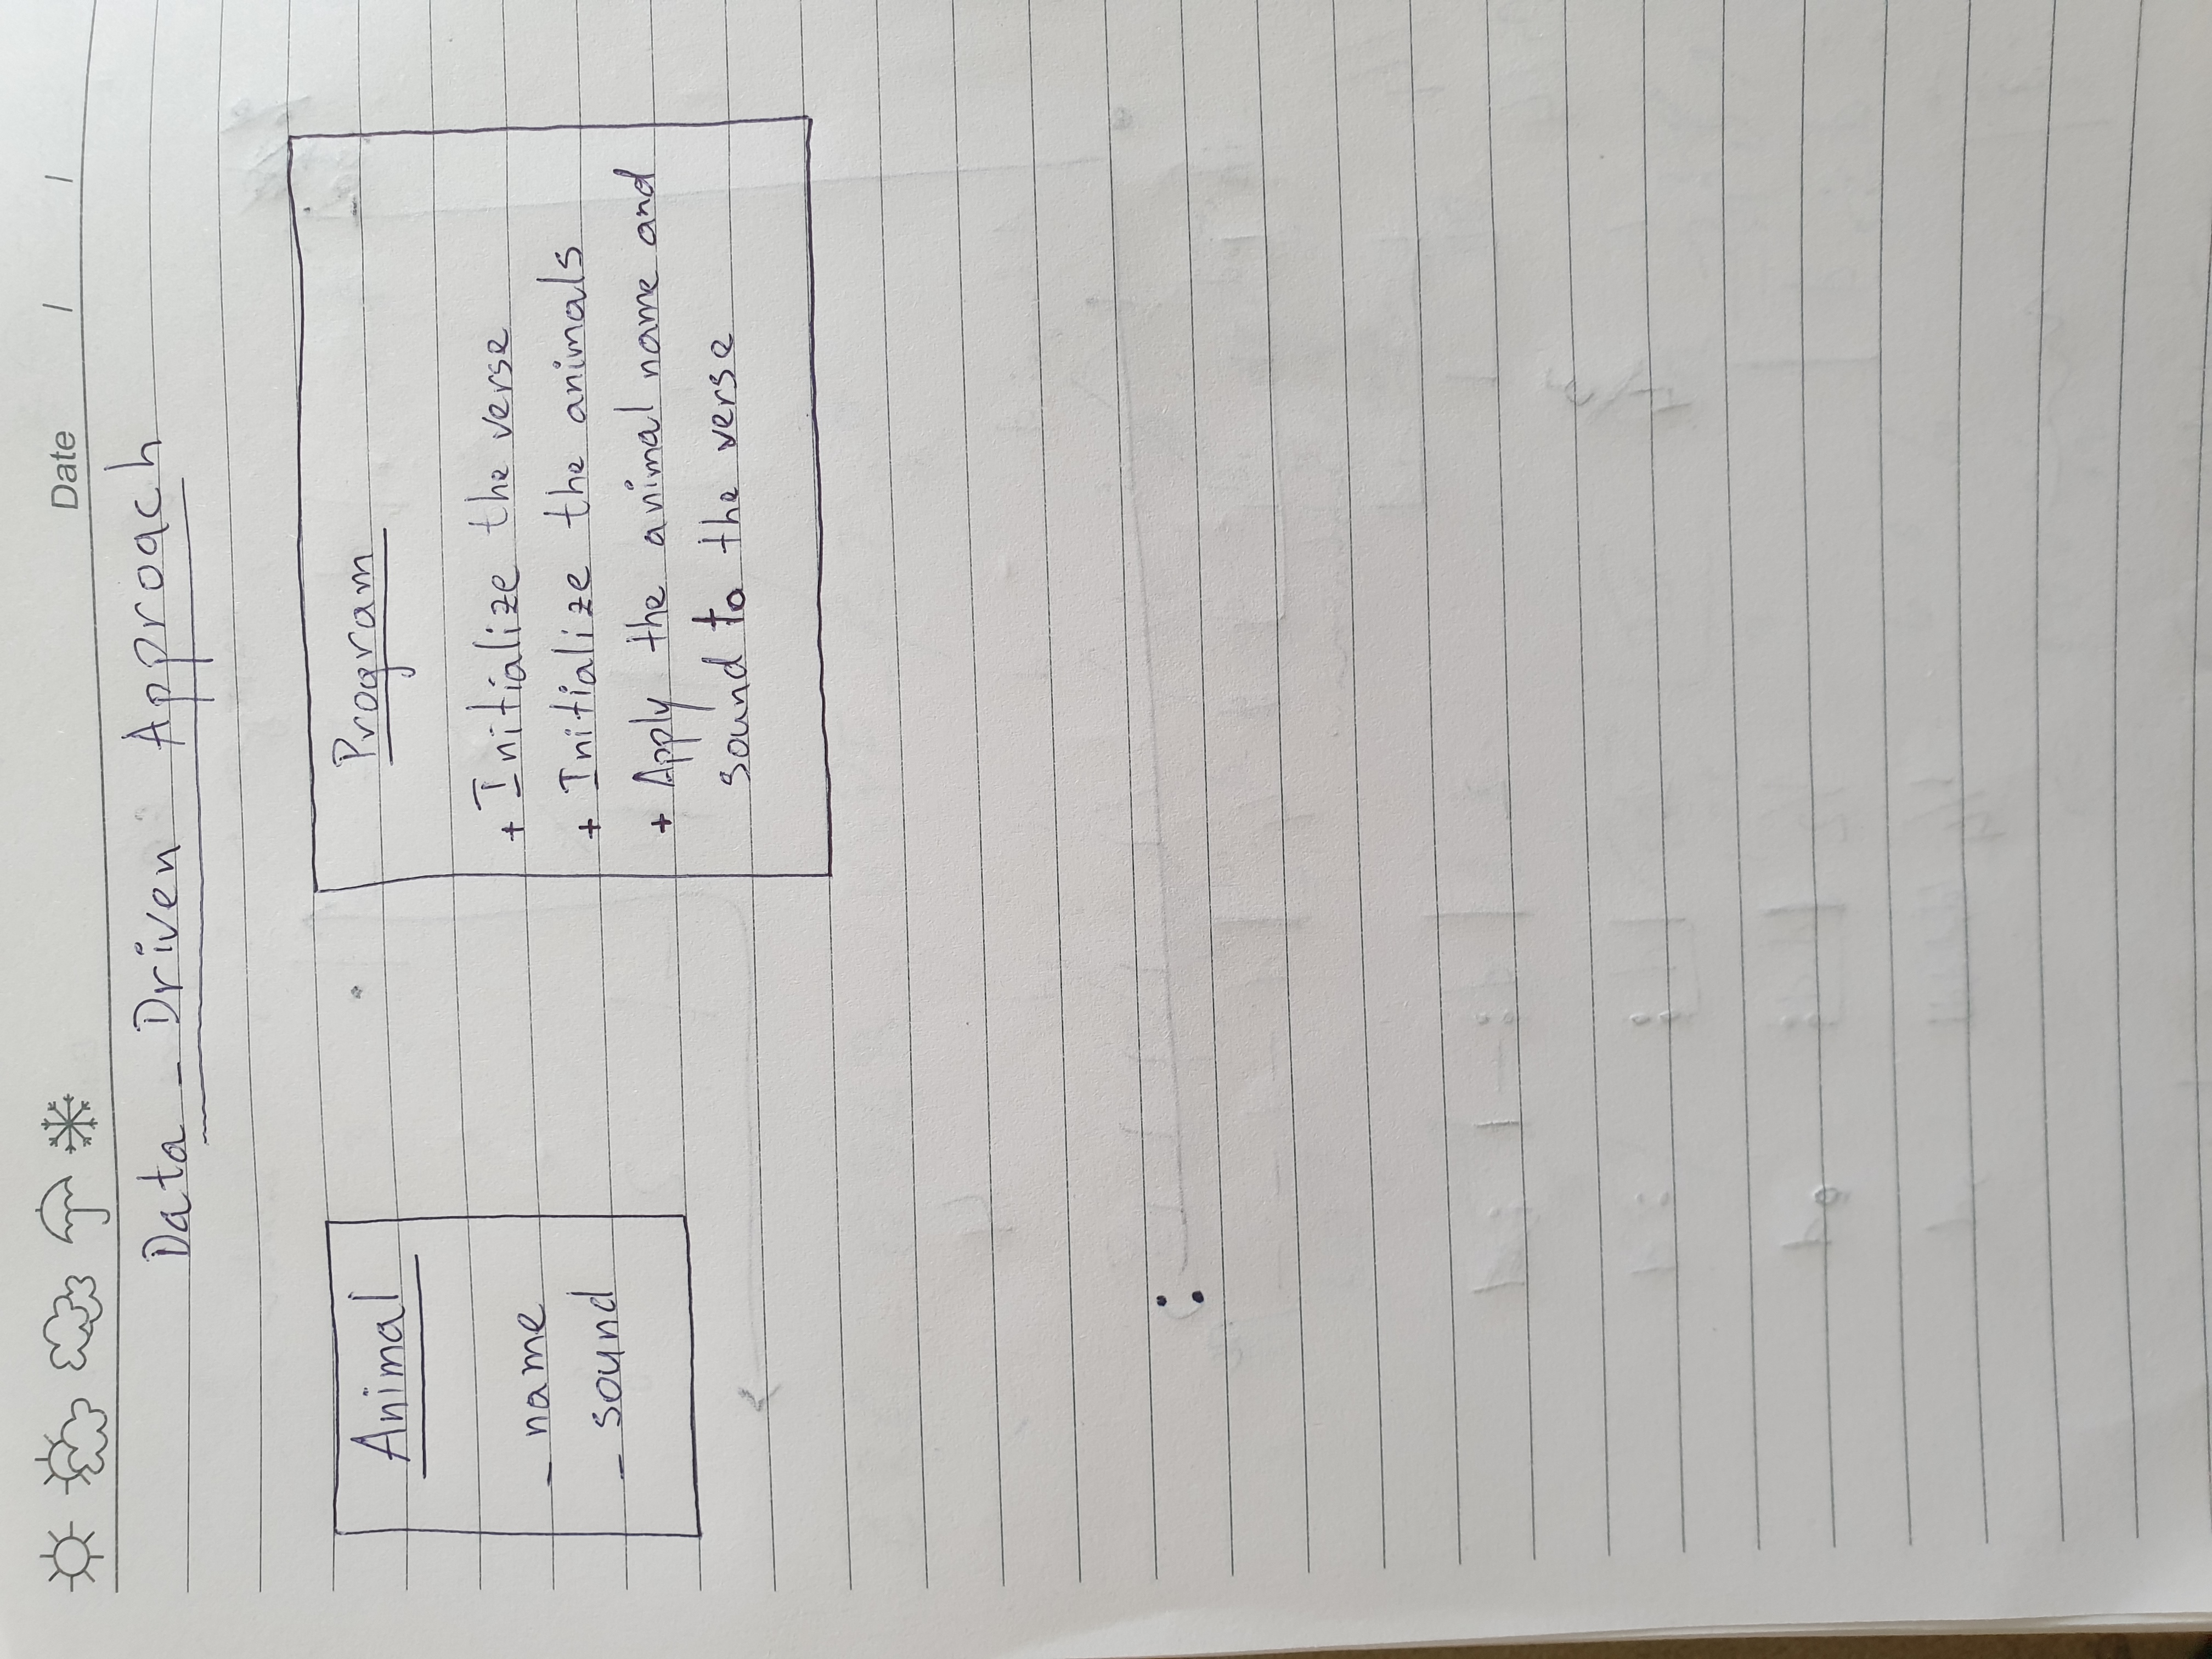 Date / /
Data - Driven Approach
Animal
- name
- sound
Program
+ Initialize the verse
+ Initialize the animals
+ Apply the animal name and
sound to the verse